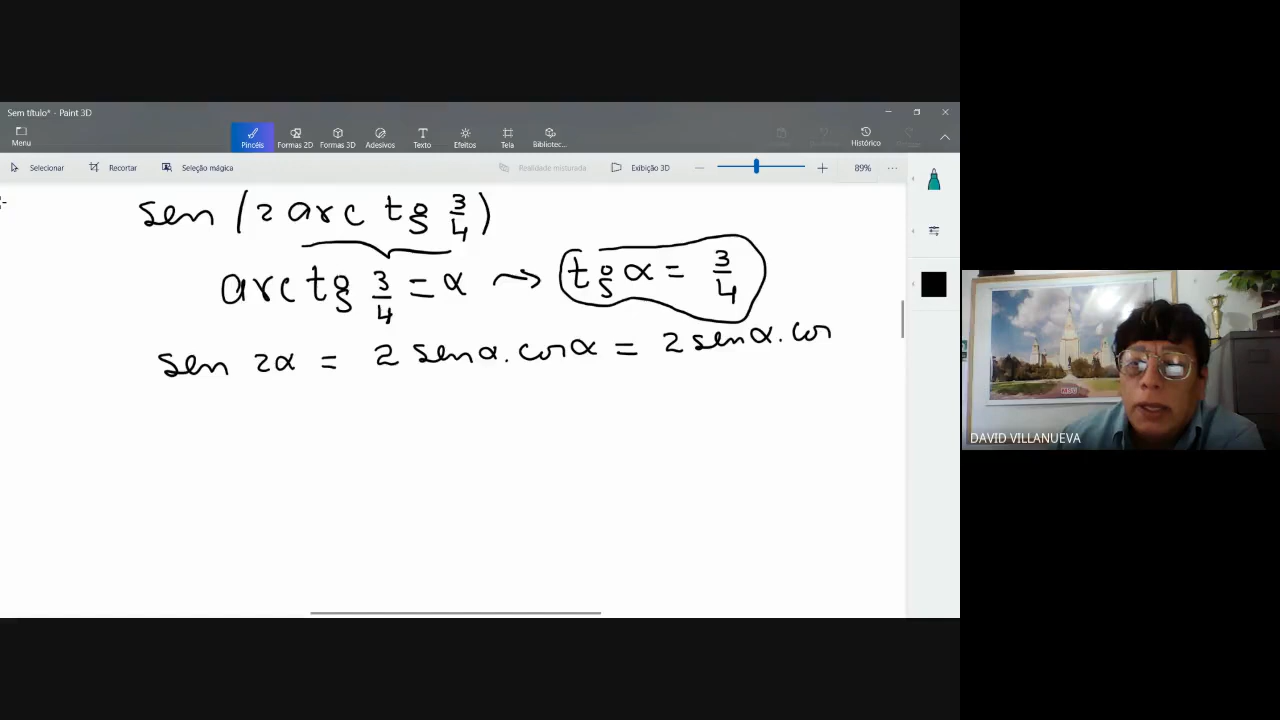 Sem título* - Paint 3D
Menu
Pincéis Formas 2D Formas 3D Adesivos Texto Efeitos Tela Bibliotec... Histórico
Selecionar Recortar Seleção mágica Realidade misturada Exibição 3D 89%
sen (2 arc tg 3/4)
arc tg 3/4 = α → tg α = 3/4
sen 2α = 2 senα. cosα = 2 senα. cos
DAVID VILLANUEVA